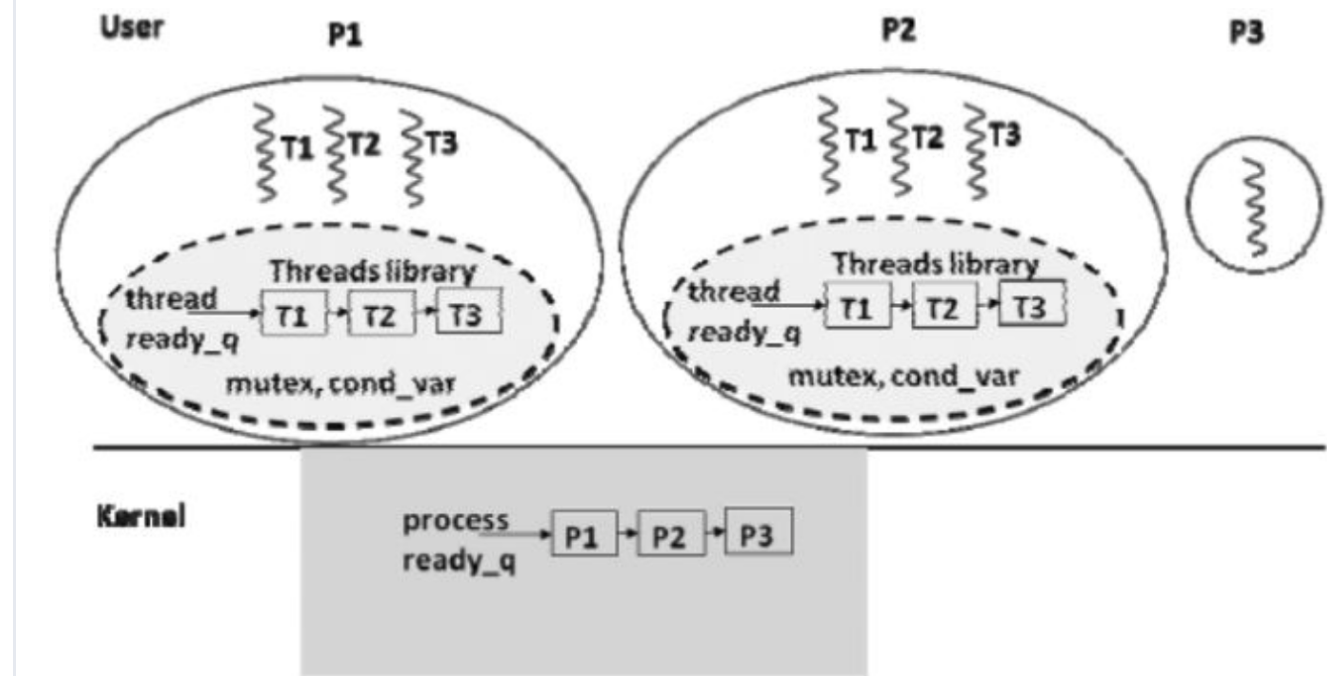 User
P1
P2
P3
T1 T2 T3
T1 T2 T3
Threads library
thread
ready_q
T1 T2 T3
mutex, cond_var
Threads library
thread
ready_q
T1 T2 T3
mutex, cond_var
Kernel
process
ready_q
P1 P2 P3